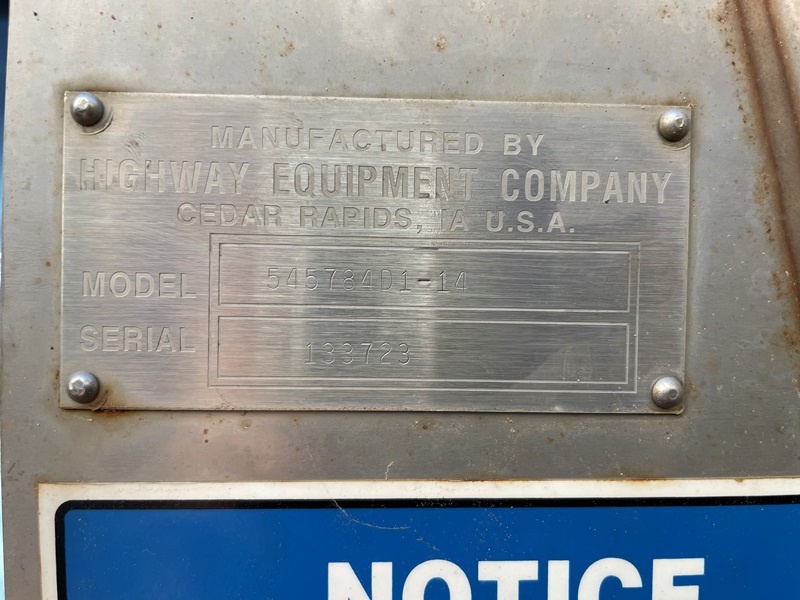 MANUFACTURED BY
HIGHWAY EQUIPMENT COMPANY
CEDAR RAPIDS, IA U.S.A.
MODEL 545784D1-14
SERIAL 133723
NOTICE